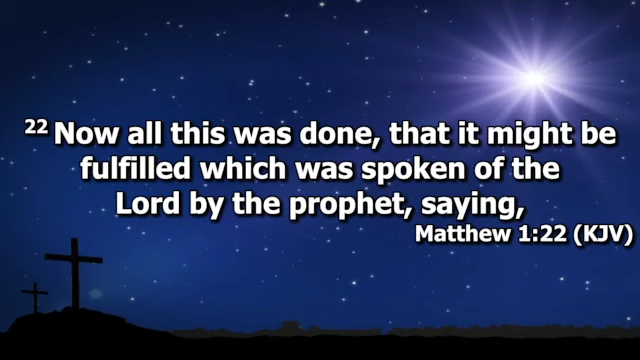 22 Now all this was done, that it might be
fulfilled which was spoken of the
Lord by the prophet, saying,
Matthew 1:22 (KJV)